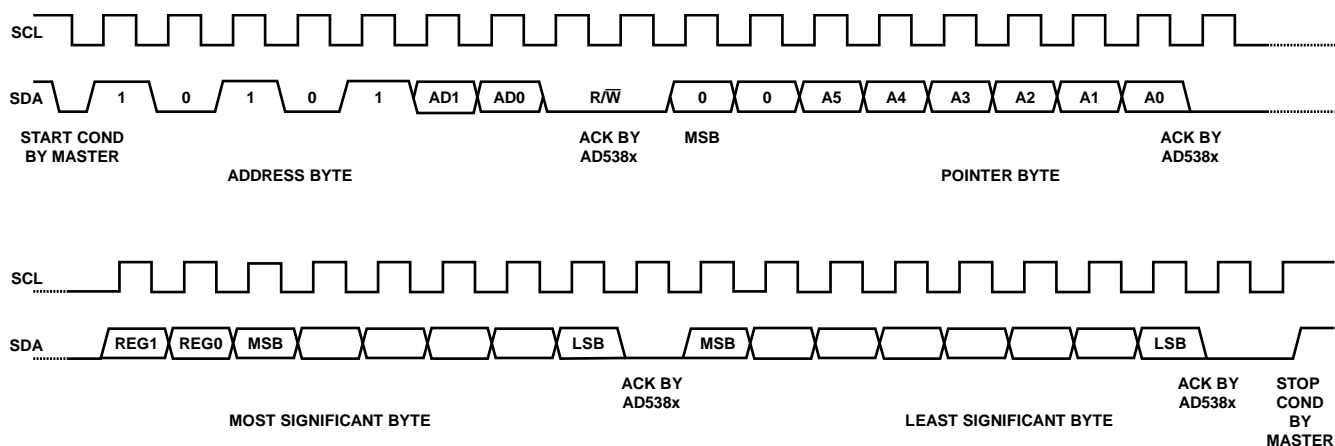 SCL
SDA
1 0 1 0 1 AD1 AD0 R/W̅ 0 0 A5 A4 A3 A2 A1 A0
START COND
BY MASTER
ACK BY
AD538x
MSB
ACK BY
AD538x
ADDRESS BYTE
POINTER BYTE
SCL
SDA
REG1 REG0 MSB LSB MSB LSB
ACK BY
AD538x
ACK BY
AD538x
STOP
COND
BY
MASTER
MOST SIGNIFICANT BYTE
LEAST SIGNIFICANT BYTE